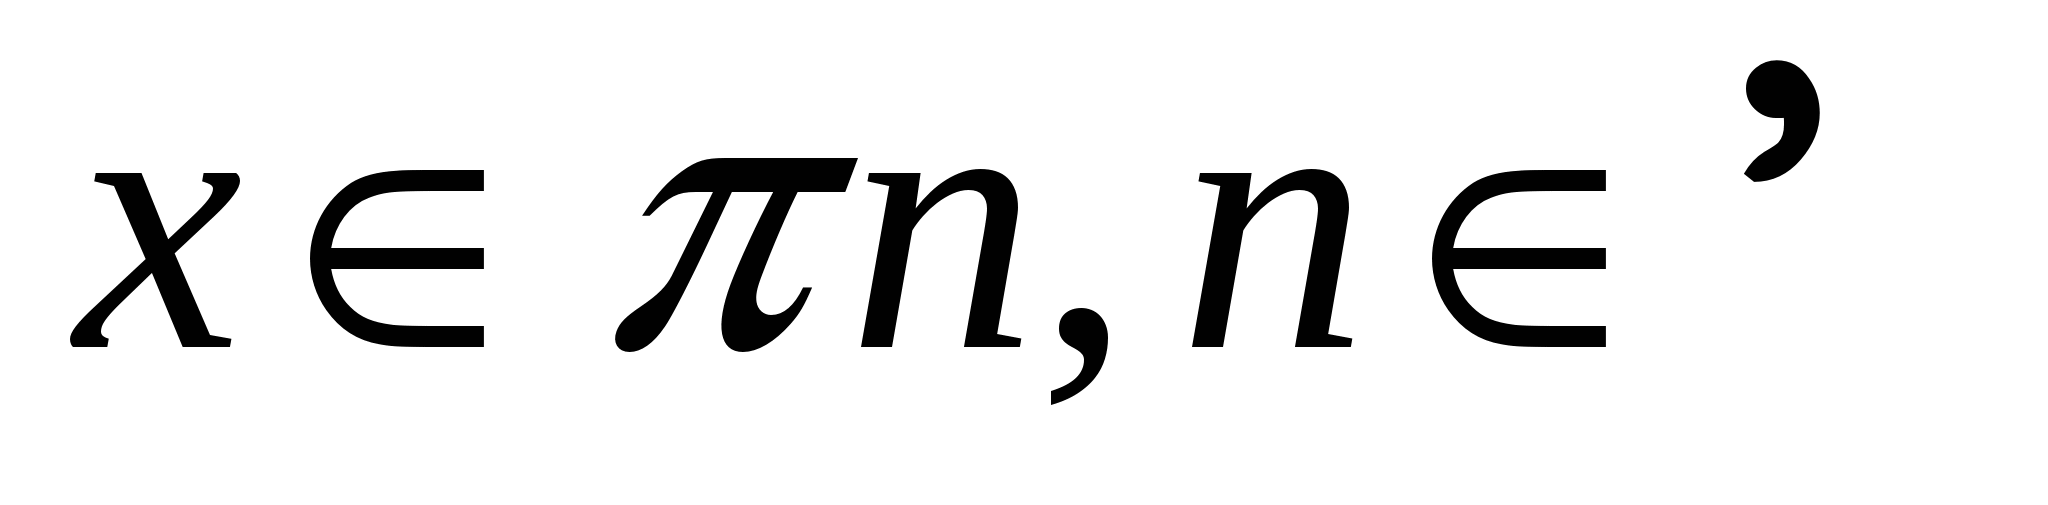 x ∈ πn, n ∈ ’